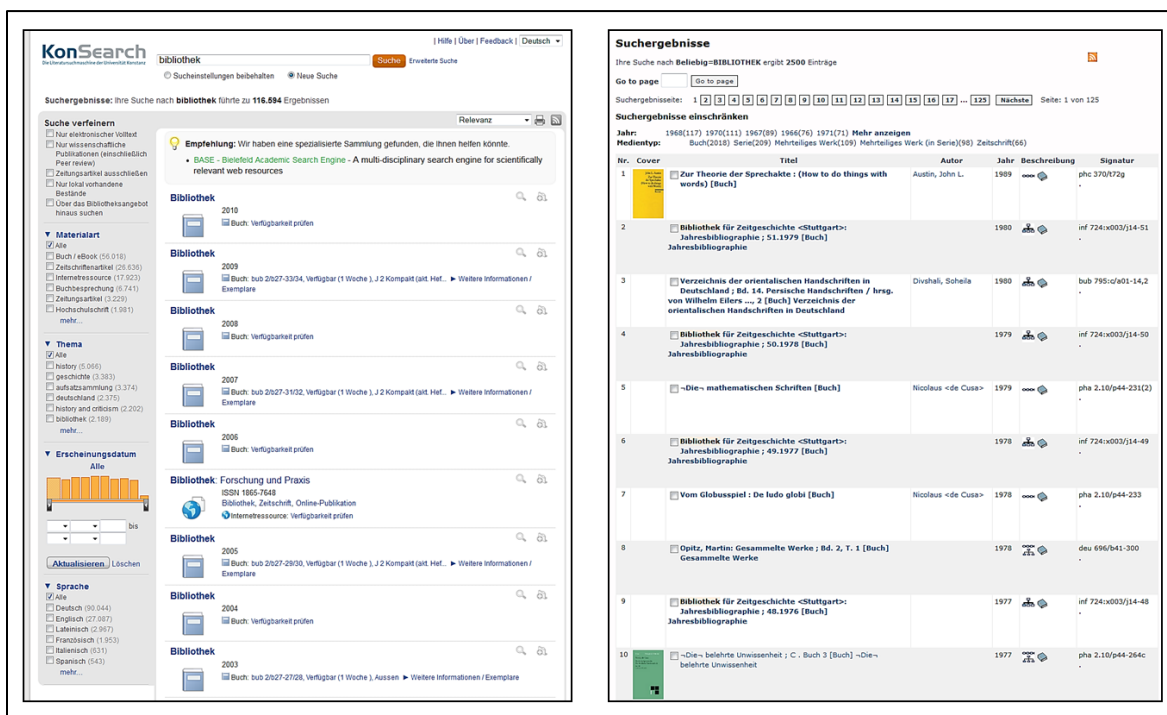 | Hilfe | Über | Feedback | Deutsch
KonSearch
Die Literatursuchmaschine der Universität Konstanz
bibliothek
Suche
Erweiterte Suche
Sucheinstellungen beibehalten
Neue Suche
Suchergebnisse: Ihre Suche nach bibliothek führte zu 116.594 Ergebnissen
Suche verfeinern
Nur elektronischer Volltext
Nur wissenschaftliche
Publikationen (einschließlich
Peer review)
Zeitungsartikel ausschließen
Nur lokal vorhandene
Bestände
Über das Bibliotheksangebot
hinaus suchen
▼ Materialart
Alle
Buch / eBook (56.018)
Zeitschriftenartikel (26.636)
Internetressource (17.923)
Buchbesprechung (6.741)
Zeitungsartikel (3.229)
Hochschulschrift (1.981)
mehr...
▼ Thema
Alle
history (5.066)
geschichte (3.383)
aufsatzsammlung (3.374)
deutschland (2.375)
history and criticism (2.202)
bibliothek (2.189)
mehr...
▼ Erscheinungsdatum
Alle
bis
Aktualisieren Löschen
▼ Sprache
Alle
Deutsch (90.044)
Englisch (27.087)
Lateinisch (2.967)
Französisch (1.953)
Italienisch (631)
Spanisch (543)
mehr...
Relevanz
Empfehlung: Wir haben eine spezialisierte Sammlung gefunden, die Ihnen helfen könnte.
• BASE - Bielefeld Academic Search Engine - A multi-disciplinary search engine for scientifically
relevant web resources
Bibliothek
2010
Buch: Verfügbarkeit prüfen
Bibliothek
2009
Buch: bub 2/b27-33/34, Verfügbar (1 Woche ), J 2 Kompakt (akt. Hef... ► Weitere Informationen /
Exemplare
Bibliothek
2008
Buch: Verfügbarkeit prüfen
Bibliothek
2007
Buch: bub 2/b27-31/32, Verfügbar (1 Woche ), J 2 Kompakt (akt. Hef... ► Weitere Informationen /
Exemplare
Bibliothek
2006
Buch: Verfügbarkeit prüfen
Bibliothek: Forschung und Praxis
ISSN 1865-7648
Bibliothek, Zeitschrift, Online-Publikation
Internetressource: Verfügbarkeit prüfen
Bibliothek
2005
Buch: bub 2/b27-29/30, Verfügbar (1 Woche ), J 2 Kompakt (akt. Hef... ► Weitere Informationen /
Exemplare
Bibliothek
2004
Buch: Verfügbarkeit prüfen
Bibliothek
2003
Buch: bub 2/b27-27/28, Verfügbar (1 Woche ), Aussen ► Weitere Informationen / Exemplare
Suchergebnisse
Ihre Suche nach Beliebig=BIBLIOTHEK ergibt 2500 Einträge
Go to page Go to page
Suchergebnisseite: 1 2 3 4 5 6 7 8 9 10 11 12 13 14 15 16 17 ... 125 Nächste Seite: 1 von 125
Suchergebnisse einschränken
Jahr: 1968(117) 1970(111) 1967(89) 1966(76) 1971(71) Mehr anzeigen
Medientyp: Buch(2018) Serie(209) Mehrteiliges Werk(109) Mehrteiliges Werk (in Serie)(98) Zeitschrift(66)
Nr. Cover Titel Autor Jahr Beschreibung Signatur
1 Zur Theorie der Sprechakte : (How to do things with Austin, John L. 1989 phc 370/t72g
words) [Buch] .
2 Bibliothek für Zeitgeschichte <Stuttgart>: 1980 inf 724:x003/j14-51
Jahresbibliographie ; 51.1979 [Buch] .
Jahresbibliographie
3 Verzeichnis der orientalischen Handschriften in Divshali, Soheila 1980 bub 795:o/a01-14,2
Deutschland ; Bd. 14. Persische Handschriften / hrsg. .
von Wilhelm Eilers ..., 2 [Buch] Verzeichnis der
orientalischen Handschriften in Deutschland
4 Bibliothek für Zeitgeschichte <Stuttgart>: 1979 inf 724:x003/j14-50
Jahresbibliographie ; 50.1978 [Buch] .
Jahresbibliographie
5 ¬Die¬ mathematischen Schriften [Buch] Nicolaus <de Cusa> 1979 pha 2.10/p44-231(2)
.
6 Bibliothek für Zeitgeschichte <Stuttgart>: 1978 inf 724:x003/j14-49
Jahresbibliographie ; 49.1977 [Buch] .
Jahresbibliographie
7 Vom Globusspiel : De ludo globi [Buch] Nicolaus <de Cusa> 1978 pha 2.10/p44-233
.
8 Opitz, Martin: Gesammelte Werke ; Bd. 2, T. 1 [Buch] 1978 deu 696/b41-300
Gesammelte Werke .
9 Bibliothek für Zeitgeschichte <Stuttgart>: 1977 inf 724:x003/j14-48
Jahresbibliographie ; 48.1976 [Buch] .
Jahresbibliographie
10 ¬Die¬ belehrte Unwissenheit ; C . Buch 3 [Buch] ¬Die¬ 1977 pha 2.10/p44-264c
belehrte Unwissenheit .